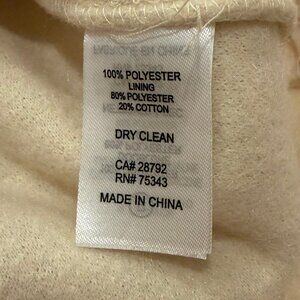 100% POLYESTER
LINING
80% POLYESTER
20% COTTON
DRY CLEAN
CA# 28792
RN# 75343
MADE IN CHINA